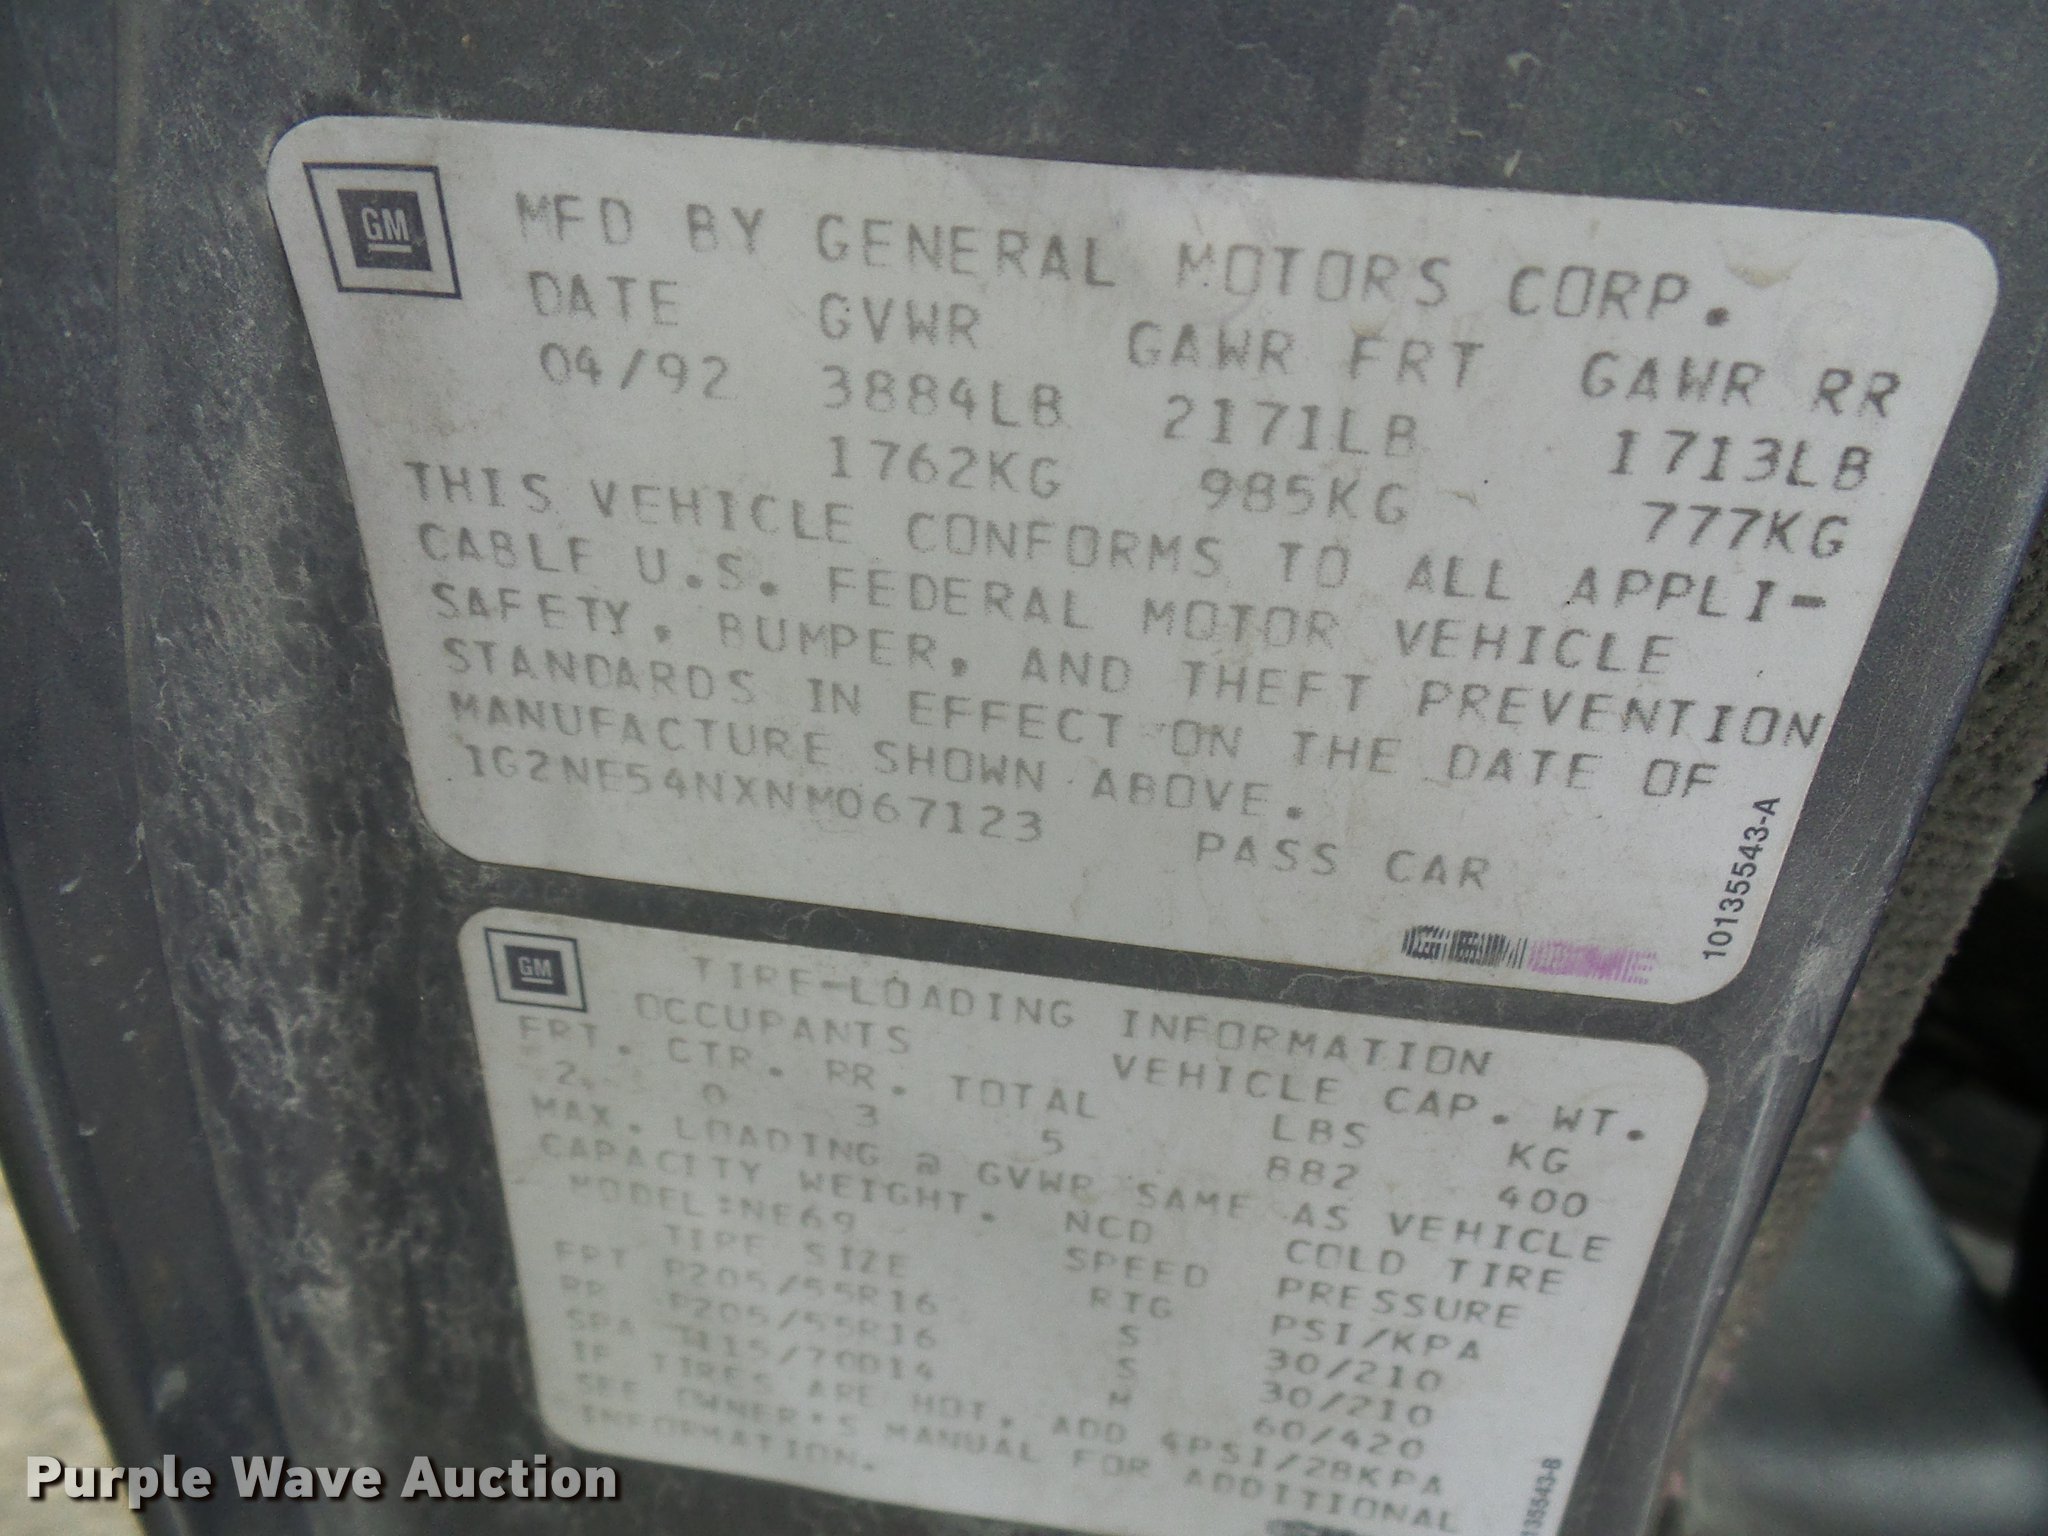 GM
MFD BY GENERAL MOTORS CORP.
DATE GVWR GAWR FRT GAWR RR
04/92 3884LB 2171LB 1713LB
1762KG 985KG 777KG
THIS VEHICLE CONFORMS TO ALL APPLI-
CABLE U.S. FEDERAL MOTOR VEHICLE
SAFETY, BUMPER, AND THEFT PREVENTION
STANDARDS IN EFFECT ON THE DATE OF
MANUFACTURE SHOWN ABOVE.
1G2NE54NXNM067123 PASS CAR
10135543-A
GM
TIRE-LOADING INFORMATION
OCCUPANTS VEHICLE CAP. WT.
FRT. CTR. RR. TOTAL LBS KG
2 0 3 5 882 400
MAX. LOADING @ GVWR SAME AS VEHICLE
CAPACITY WEIGHT. NCD COLD TIRE
MODEL:NE69 SPEED PRESSURE
TIRE SIZE RTG PSI/KPA
FRT P205/55R16 S 30/210
RR P205/55R16 S 30/210
SPA T115/70D14 M 60/420
IF TIRES ARE HOT, ADD 4PSI/28KPA
SEE OWNER'S MANUAL FOR ADDITIONAL
INFORMATION.
135543-B
Purple Wave Auction